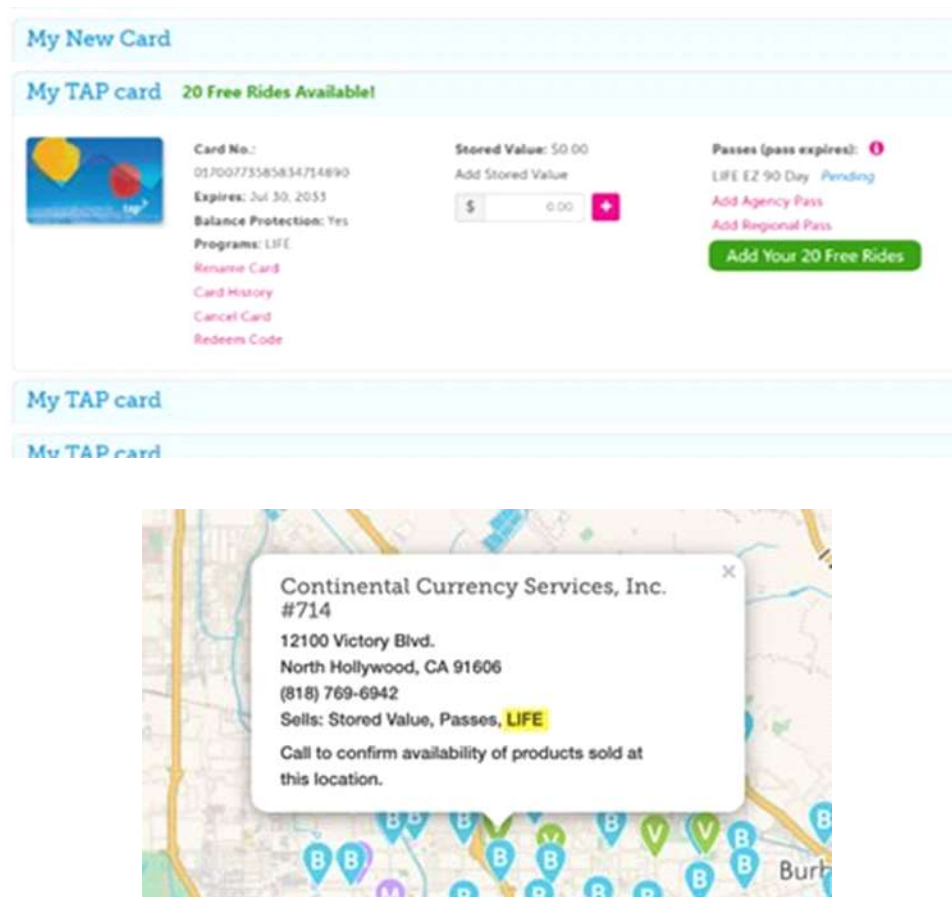 My New Card
My TAP card 20 Free Rides Available!
Card No.:
01700773585834714890
Expires: Jul 30, 2033
Balance Protection: Yes
Programs: LIFE
Rename Card
Card History
Cancel Card
Redeem Code
tap
Stored Value: $0.00
Add Stored Value
$ 0.00 +
Passes (pass expires):
LIFE EZ 90 Day Pending
Add Agency Pass
Add Regional Pass
Add Your 20 Free Rides
My TAP card
My TAP card
Continental Currency Services, Inc.
#714
12100 Victory Blvd.
North Hollywood, CA 91606
(818) 769-6942
Sells: Stored Value, Passes, LIFE
Call to confirm availability of products sold at
this location.
B B B V V B V V B B
B B B B B B
M B B B B
Burb